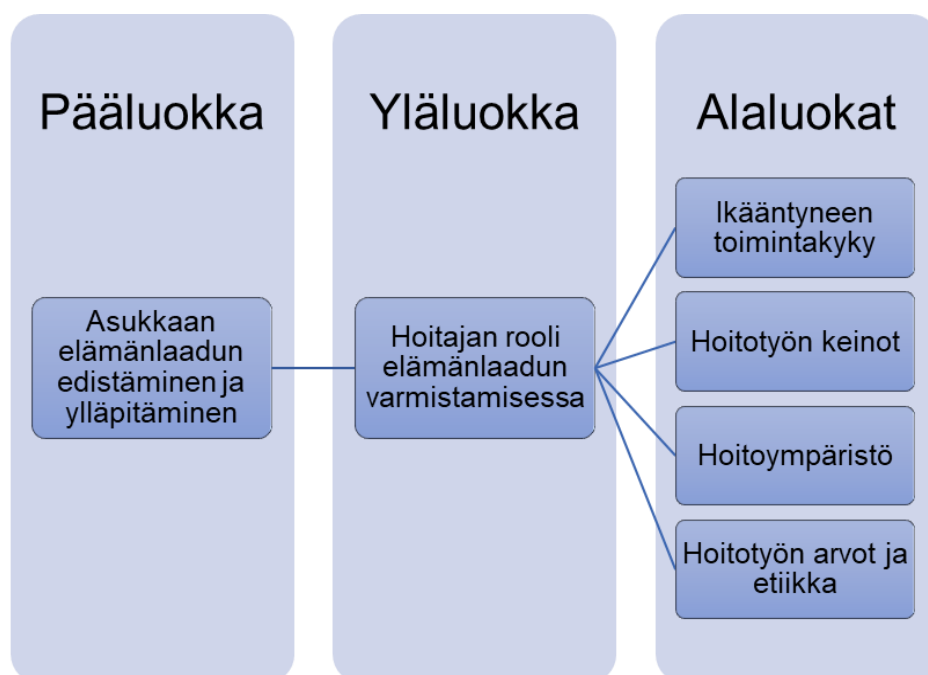 Pääluokka
Yläluokka
Alaluokat
Asukkaan
elämänlaadun
edistäminen ja
ylläpitäminen
Hoitajan rooli
elämänlaadun
varmistamisessa
Ikääntyneen
toimintakyky
Hoitotyön keinot
Hoitoympäristö
Hoitotyön arvot ja
etiikka